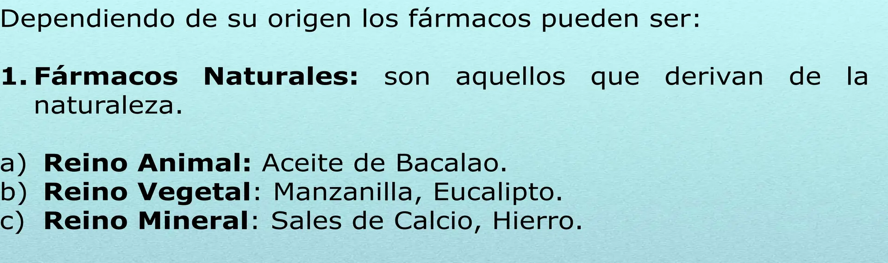 Dependiendo de su origen los fármacos pueden ser:
1. Fármacos Naturales: son aquellos que derivan de la
naturaleza.
a) Reino Animal: Aceite de Bacalao.
b) Reino Vegetal: Manzanilla, Eucalipto.
c) Reino Mineral: Sales de Calcio, Hierro.